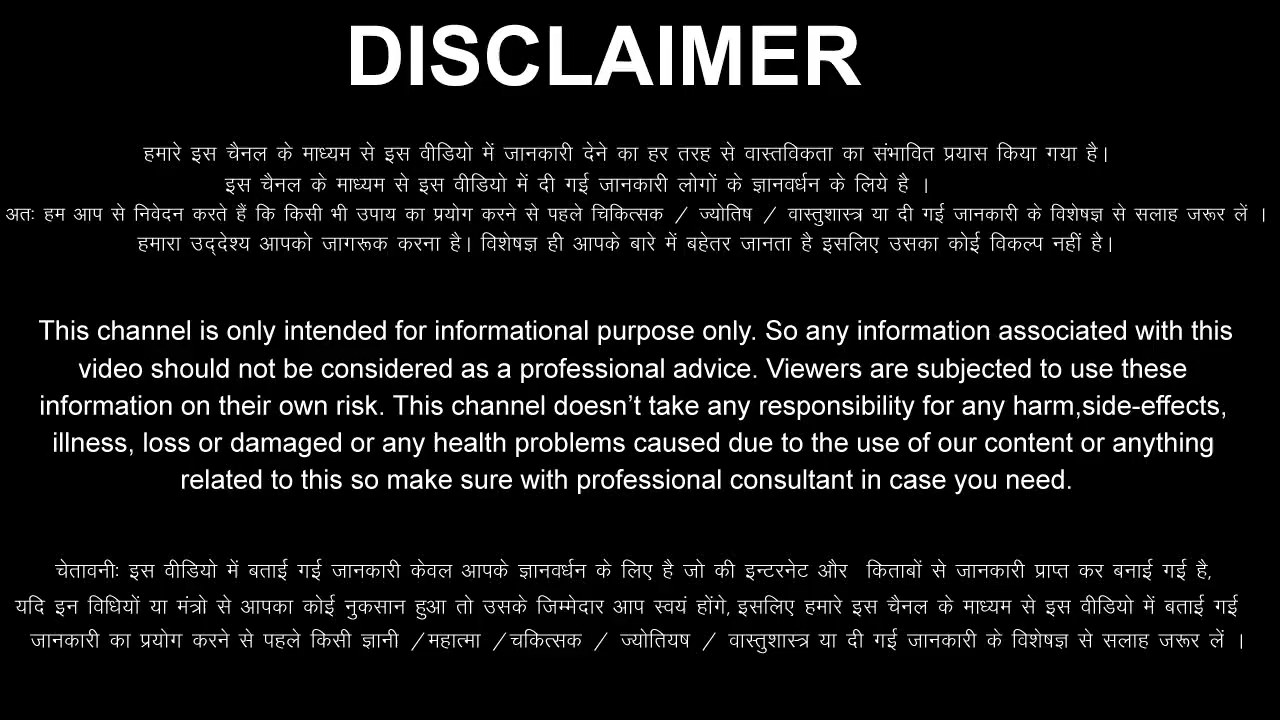 DISCLAIMER
हमारे इस चैनल के माध्यम से इस वीडियो में जानकारी देने का हर तरह से वास्तविकता का संभावित प्रयास किया गया है।
इस चैनल के माध्यम से इस वीडियो में दी गई जानकारी लोगों के ज्ञानवर्धन के लिये है ।
अतः हम आप से निवेदन करते हैं कि किसी भी उपाय का प्रयोग करने से पहले चिकित्सक / ज्योतिष / वास्तुशास्त्र या दी गई जानकारी के विशेषज्ञ से सलाह जरूर लें ।
हमारा उद्देश्य आपको जागरूक करना है। विशेषज्ञ ही आपके बारे में बहेतर जानता है इसलिए उसका कोई विकल्प नहीं है।
This channel is only intended for informational purpose only. So any information associated with this
video should not be considered as a professional advice. Viewers are subjected to use these
information on their own risk. This channel doesn’t take any responsibility for any harm,side-effects,
illness, loss or damaged or any health problems caused due to the use of our content or anything
related to this so make sure with professional consultant in case you need.
चेतावनीः इस वीडियो में बताई गई जानकारी केवल आपके ज्ञानवर्धन के लिए है जो की इन्टरनेट और किताबों से जानकारी प्राप्त कर बनाई गई है,
यदि इन विधियों या मंत्रो से आपका कोई नुकसान हुआ तो उसके जिम्मेदार आप स्वयं होंगे, इसलिए हमारे इस चैनल के माध्यम से इस वीडियो में बताई गई
जानकारी का प्रयोग करने से पहले किसी ज्ञानी /महात्मा /चकित्सक / ज्योतियष / वास्तुशास्त्र या दी गई जानकारी के विशेषज्ञ से सलाह जरूर लें ।